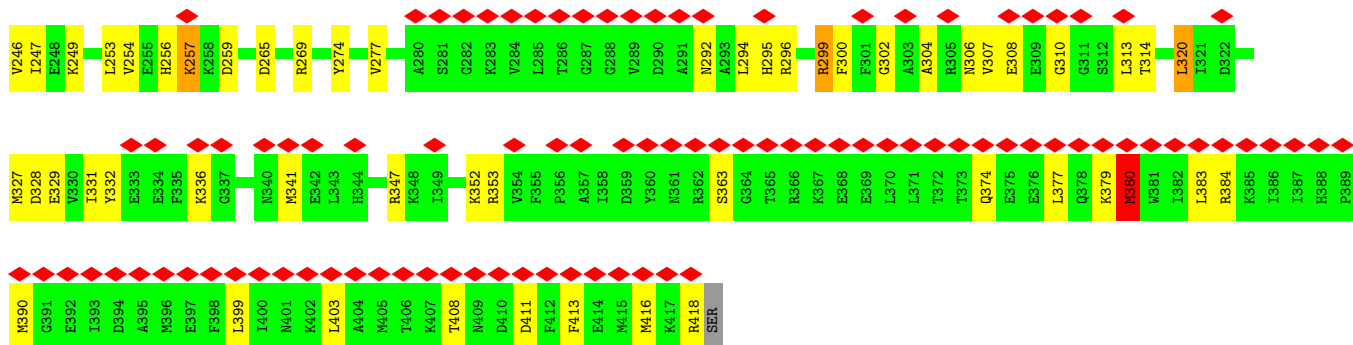 V246 I247 E248 K249 L253 V254 E255 H256 K257 K258 D259 D265 R269 Y274 V277 A280 S281 G282 K283 V284 L285 T286 G287 G288 V289 D290 A291 N292 A293 L294 H295 R296 R299 F300 F301 G302 A303 A304 R305 N306 V307 E308 E309 G310 G311 S312 L313 T314 L320 I321 D322
M327 D328 E329 V330 I331 Y332 E333 E334 F335 K336 G337 N340 M341 E342 L343 H344 R347 K348 I349 K352 R353 V354 F355 P356 A357 I358 D359 Y360 N361 R362 S363 G364 T365 R366 K367 E368 E369 L370 L371 T372 T373 Q374 E375 E376 L377 Q378 K379 M380 W381 I382 L383 R384 K385 I386 I387 H388 P389
M390 G391 E392 I393 D394 A395 M396 E397 F398 L399 I400 N401 K402 L403 A404 M405 T406 K407 T408 N409 D410 D411 F412 F413 E414 M415 M416 K417 R418 SER